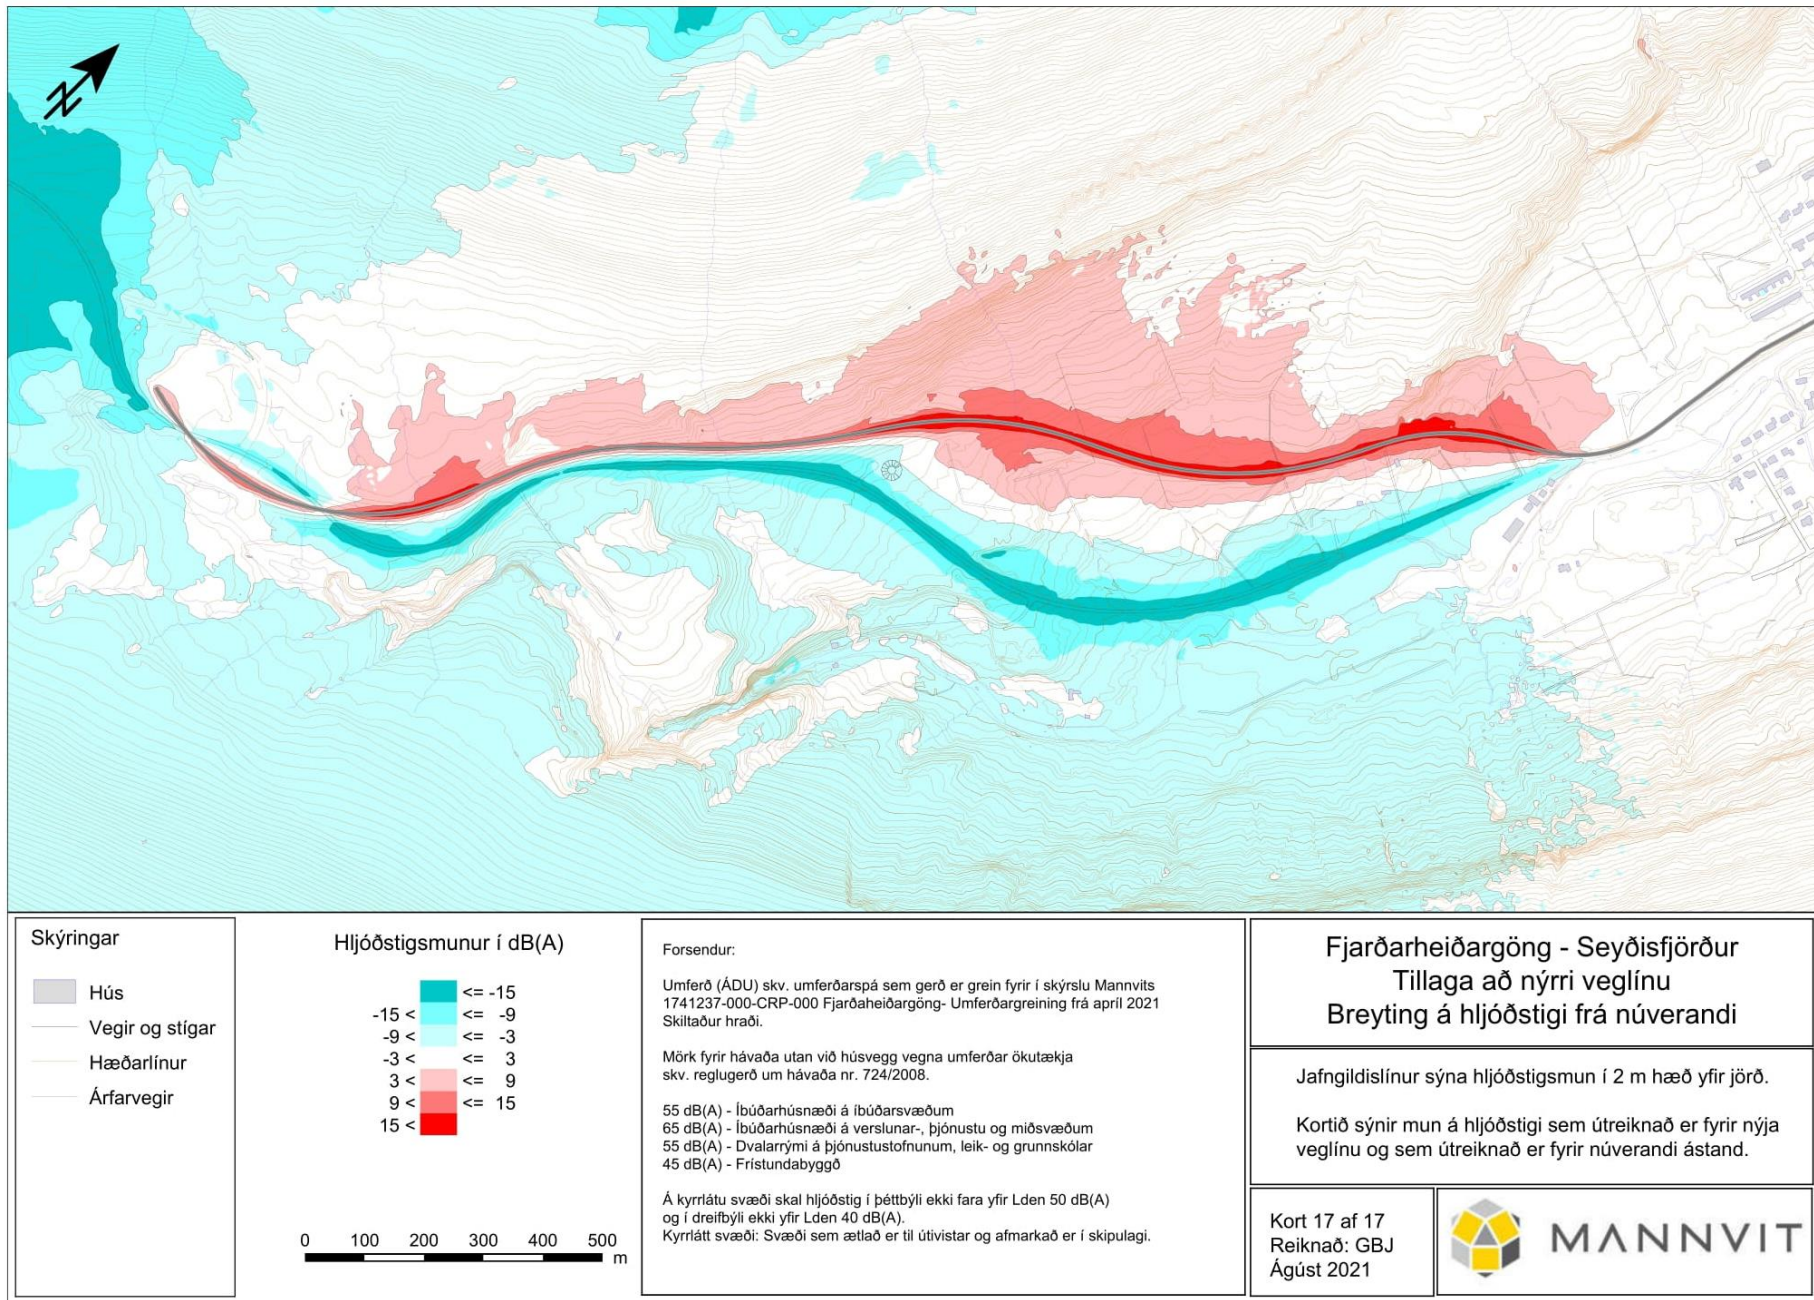 N
Skýringar
Hús
Vegir og stígar
Hæðarlínur
Árfarvegir
Hljóðstigsmunur í dB(A)
<= -15
-15 < <= -9
-9 < <= -3
-3 < <= 3
3 < <= 9
9 < <= 15
15 <
0 100 200 300 400 500
m
Forsendur:
Umferð (ÁDU) skv. umferðarspá sem gerð er grein fyrir í skýrslu Mannvits
1741237-000-CRP-000 Fjarðaheiðargöng- Umferðargreining frá apríl 2021
Skiltaður hraði.
Mörk fyrir hávaða utan við húsvegg vegna umferðar ökutækja
skv. reglugerð um hávaða nr. 724/2008.
55 dB(A) - Íbúðarhúsnæði á íbúðarsvæðum
65 dB(A) - Íbúðarhúsnæði á verslunar-, þjónustu og miðsvæðum
55 dB(A) - Dvalarrými á þjónustustofnunum, leik- og grunnskólar
45 dB(A) - Frístundabyggð
Á kyrrlátu svæði skal hljóðstig í þéttbýli ekki fara yfir Lden 50 dB(A)
og í dreifbýli ekki yfir Lden 40 dB(A).
Kyrrlátt svæði: Svæði sem ætlað er til útivistar og afmarkað er í skipulagi.
Fjarðarheiðargöng - Seyðisfjörður
Tillaga að nýrri veglínu
Breyting á hljóðstigi frá núverandi
Jafngildislínur sýna hljóðstigsmun í 2 m hæð yfir jörð.
Kortið sýnir mun á hljóðstigi sem útreiknað er fyrir nýja
veglínu og sem útreiknað er fyrir núverandi ástand.
Kort 17 af 17
Reiknað: GBJ
Ágúst 2021
MANNVIT